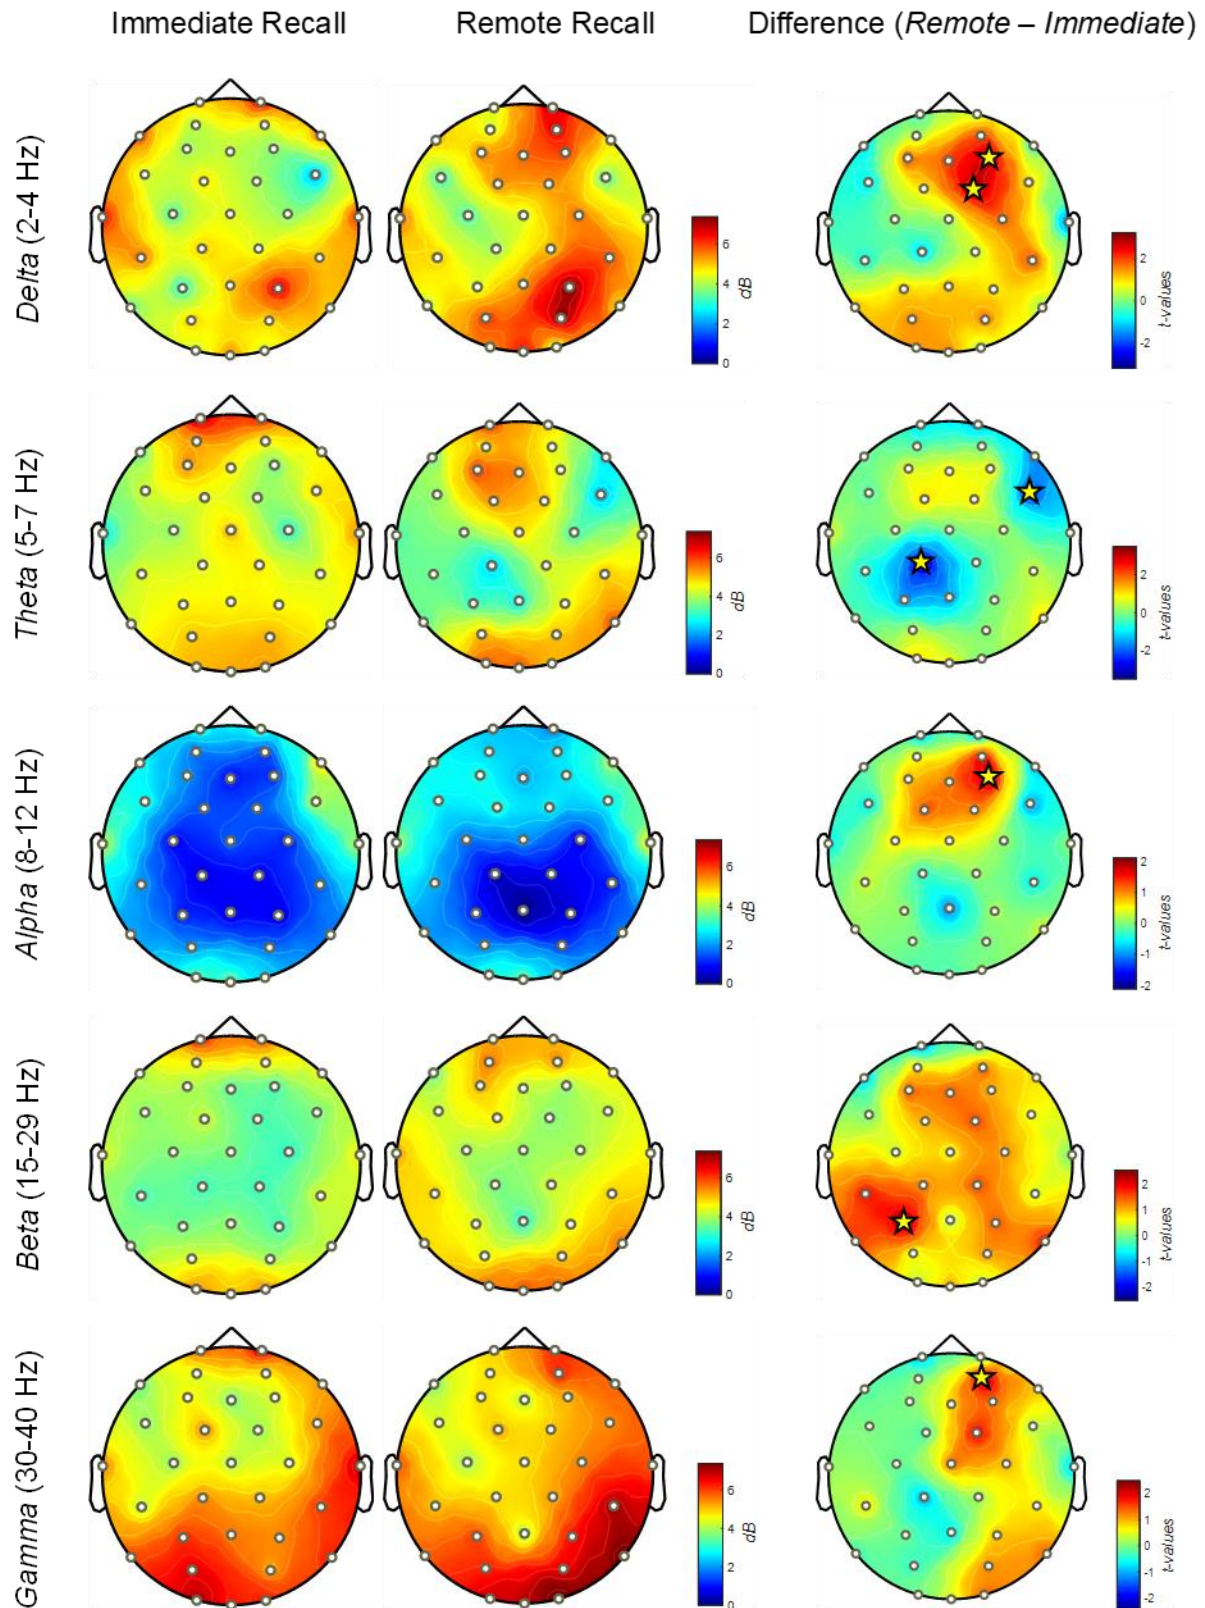 Immediate Recall Remote Recall Difference (Remote – Immediate)
Delta (2-4 Hz)
6
4
2
0
dB
2
0
-2
t-values
Theta (5-7 Hz)
6
4
2
0
dB
2
0
-2
t-values
Alpha (8-12 Hz)
6
4
2
0
dB
2
1
0
-1
-2
t-values
Beta (15-29 Hz)
6
4
2
0
dB
2
1
0
-1
-2
t-values
Gamma (30-40 Hz)
6
4
2
0
dB
2
1
0
-1
-2
t-values